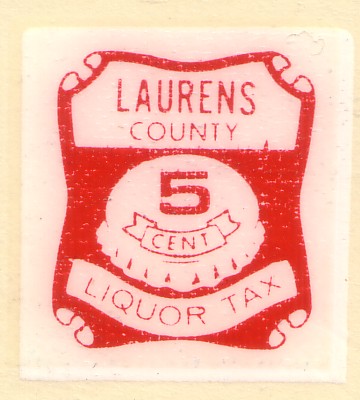 LAURENS
COUNTY
5
CENT
LIQUOR TAX